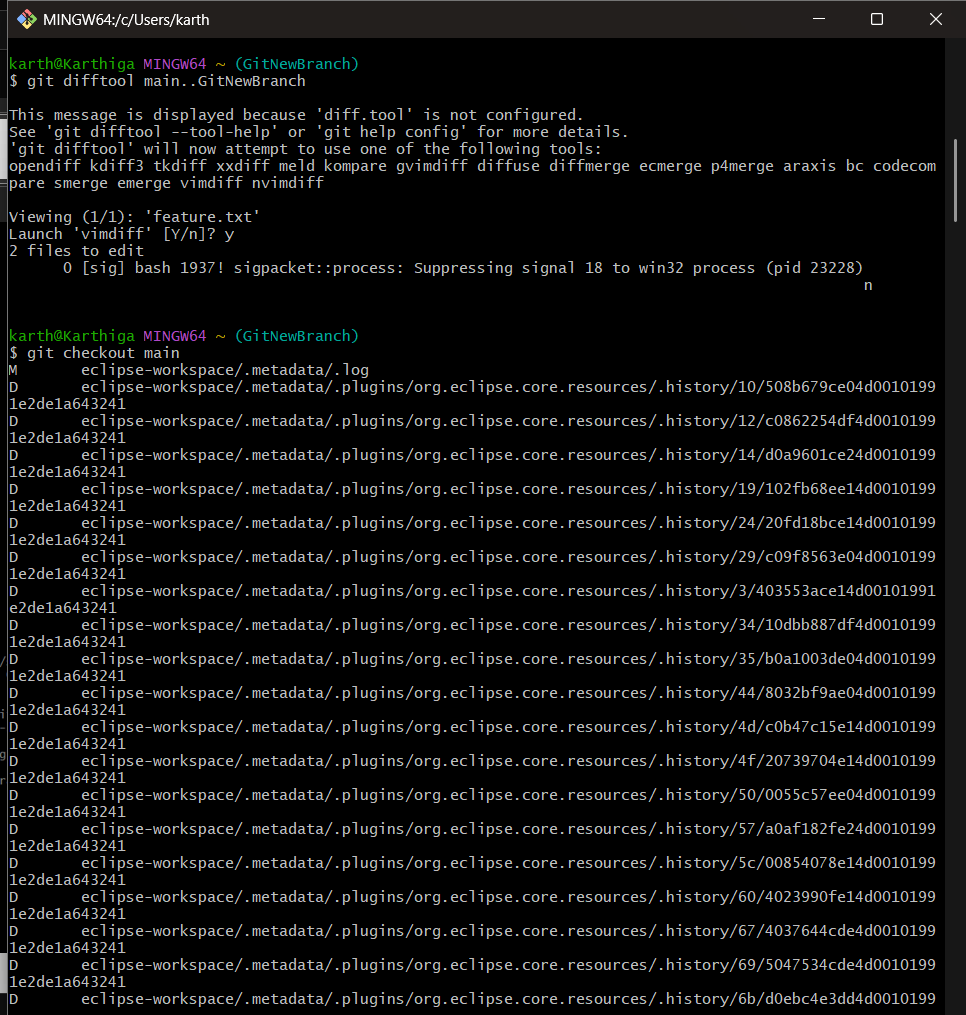 MINGW64:/c/Users/karth
karth@Karthiga MINGW64 ~ (GitNewBranch)
$ git difftool main..GitNewBranch
This message is displayed because 'diff.tool' is not configured.
See 'git difftool --tool-help' or 'git help config' for more details.
'git difftool' will now attempt to use one of the following tools:
opendiff kdiff3 tkdiff xxdiff meld kompare gvimdiff diffuse diffmerge ecmerge p4merge araxis bc codecom
pare smerge emerge vimdiff nvimdiff
Viewing (1/1): 'feature.txt'
Launch 'vimdiff' [Y/n]? y
2 files to edit
0 [sig] bash 1937! sigpacket::process: Suppressing signal 18 to win32 process (pid 23228)
n
karth@Karthiga MINGW64 ~ (GitNewBranch)
$ git checkout main
M eclipse-workspace/.metadata/.log
D eclipse-workspace/.metadata/.plugins/org.eclipse.core.resources/.history/10/508b679ce04d0010199
1e2de1a643241
D eclipse-workspace/.metadata/.plugins/org.eclipse.core.resources/.history/12/c0862254df4d0010199
1e2de1a643241
D eclipse-workspace/.metadata/.plugins/org.eclipse.core.resources/.history/14/d0a9601ce24d0010199
1e2de1a643241
D eclipse-workspace/.metadata/.plugins/org.eclipse.core.resources/.history/19/102fb68ee14d0010199
1e2de1a643241
D eclipse-workspace/.metadata/.plugins/org.eclipse.core.resources/.history/24/20fd18bce14d0010199
1e2de1a643241
D eclipse-workspace/.metadata/.plugins/org.eclipse.core.resources/.history/29/c09f8563e04d0010199
1e2de1a643241
D eclipse-workspace/.metadata/.plugins/org.eclipse.core.resources/.history/3/403553ace14d00101991
e2de1a643241
D eclipse-workspace/.metadata/.plugins/org.eclipse.core.resources/.history/34/10dbb887df4d0010199
1e2de1a643241
D eclipse-workspace/.metadata/.plugins/org.eclipse.core.resources/.history/35/b0a1003de04d0010199
1e2de1a643241
D eclipse-workspace/.metadata/.plugins/org.eclipse.core.resources/.history/44/8032bf9ae04d0010199
1e2de1a643241
D eclipse-workspace/.metadata/.plugins/org.eclipse.core.resources/.history/4d/c0b47c15e14d0010199
1e2de1a643241
D eclipse-workspace/.metadata/.plugins/org.eclipse.core.resources/.history/4f/20739704e14d0010199
1e2de1a643241
D eclipse-workspace/.metadata/.plugins/org.eclipse.core.resources/.history/50/0055c57ee04d0010199
1e2de1a643241
D eclipse-workspace/.metadata/.plugins/org.eclipse.core.resources/.history/57/a0af182fe24d0010199
1e2de1a643241
D eclipse-workspace/.metadata/.plugins/org.eclipse.core.resources/.history/5c/00854078e14d0010199
1e2de1a643241
D eclipse-workspace/.metadata/.plugins/org.eclipse.core.resources/.history/60/4023990fe14d0010199
1e2de1a643241
D eclipse-workspace/.metadata/.plugins/org.eclipse.core.resources/.history/67/4037644cde4d0010199
1e2de1a643241
D eclipse-workspace/.metadata/.plugins/org.eclipse.core.resources/.history/69/5047534cde4d0010199
1e2de1a643241
D eclipse-workspace/.metadata/.plugins/org.eclipse.core.resources/.history/6b/d0ebc4e3dd4d0010199